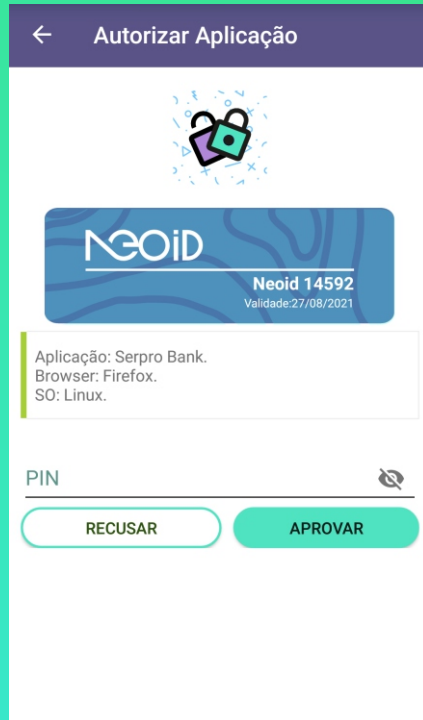 Autorizar Aplicação
NEOiD
Neoid 14592
Validade:27/08/2021
Aplicação: Serpro Bank.
Browser: Firefox.
SO: Linux.
PIN
RECUSAR APROVAR